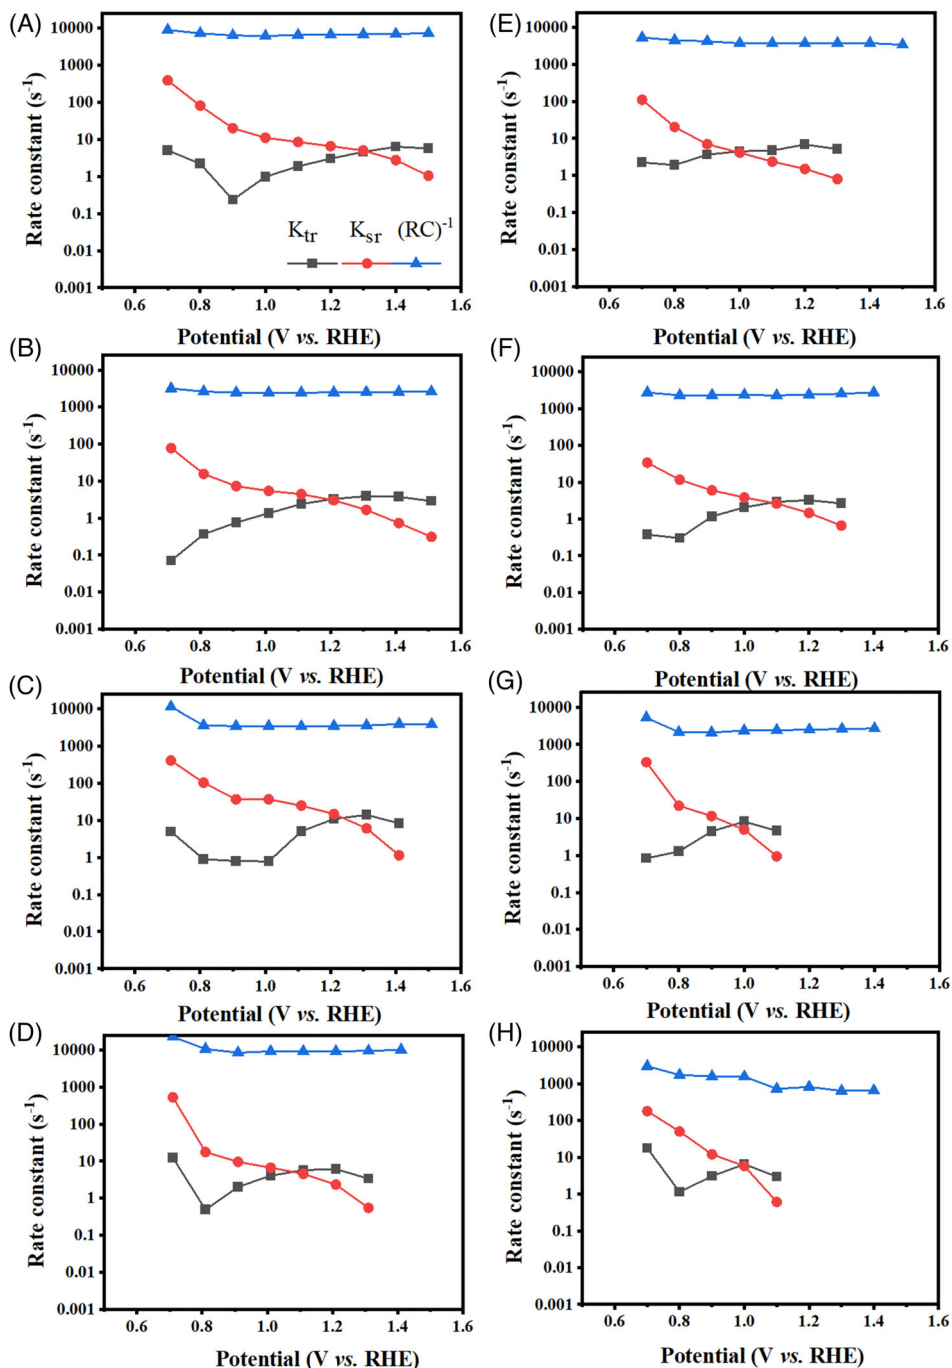 (A)
Rate constant (s⁻¹)
10000
1000
100
10
1
0.1
0.01
0.001
K_tr K_sr (RC)⁻¹
0.6 0.8 1.0 1.2 1.4 1.6
Potential (V vs. RHE)
(E)
Rate constant (s⁻¹)
10000
1000
100
10
1
0.1
0.01
0.001
0.6 0.8 1.0 1.2 1.4 1.6
Potential (V vs. RHE)
(B)
Rate constant (s⁻¹)
10000
1000
100
10
1
0.1
0.01
0.001
0.6 0.8 1.0 1.2 1.4 1.6
Potential (V vs. RHE)
(F)
Rate constant (s⁻¹)
10000
1000
100
10
1
0.1
0.01
0.001
0.6 0.8 1.0 1.2 1.4 1.6
Potential (V vs. RHE)
(C)
Rate constant (s⁻¹)
10000
1000
100
10
1
0.1
0.01
0.001
0.6 0.8 1.0 1.2 1.4 1.6
Potential (V vs. RHE)
(G)
Rate constant (s⁻¹)
10000
1000
100
10
1
0.1
0.01
0.001
0.6 0.8 1.0 1.2 1.4 1.6
Potential (V vs. RHE)
(D)
Rate constant (s⁻¹)
10000
1000
100
10
1
0.1
0.01
0.001
0.6 0.8 1.0 1.2 1.4 1.6
Potential (V vs. RHE)
(H)
Rate constant (s⁻¹)
10000
1000
100
10
1
0.1
0.01
0.001
0.6 0.8 1.0 1.2 1.4 1.6
Potential (V vs. RHE)